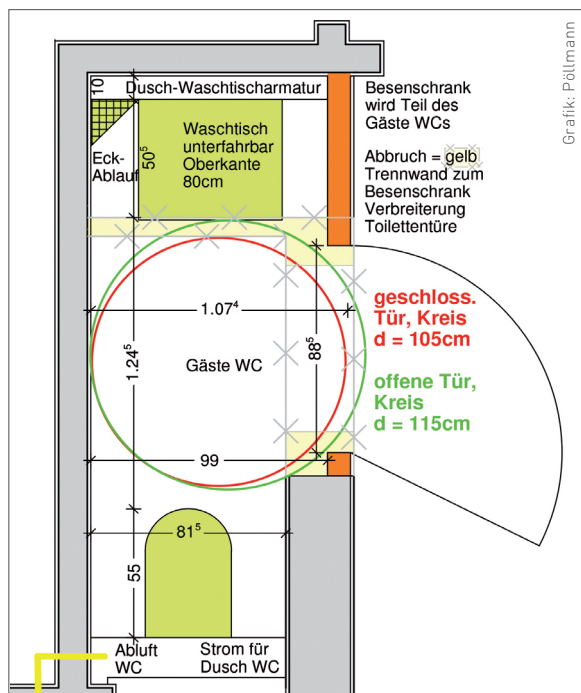 Grafik: Pöllmann
10
Dusch-Waschtischarmatur
Eck-
Ablauf
50⁵
Waschtisch
unterfahrbar
Oberkante
80cm
Besenschrank
wird Teil des
Gäste WCs
Abbruch = gelb
Trennwand zum
Besenschrank
Verbreiterung
Toilettentüre
1.07⁴
1.24⁵
Gäste WC
88⁵
geschloss.
Tür, Kreis
d = 105cm
offene Tür,
Kreis
d = 115cm
99
81⁵
55
Abluft
WC
Strom für
Dusch WC